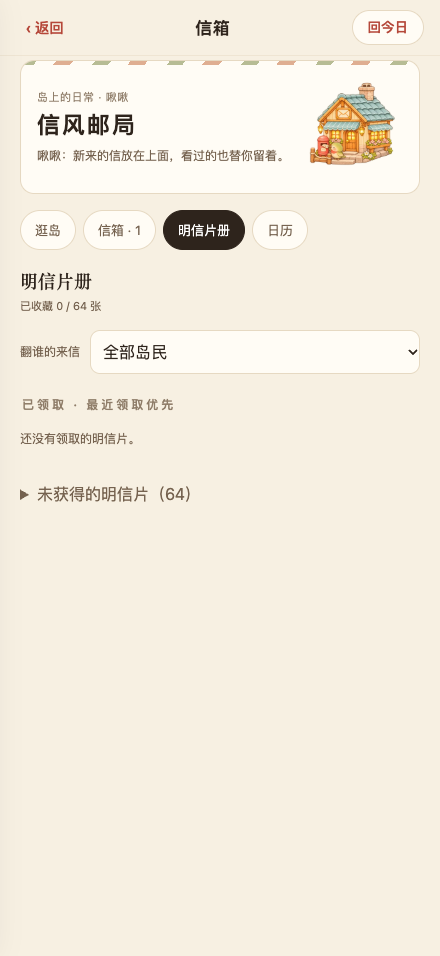 ‹ 返回
信箱
回今日
岛上的日常 · 啾啾
信风邮局
啾啾：新来的信放在上面，看过的也替你留着。
逛岛
信箱 · 1
明信片册
日历
明信片册
已收藏 0 / 64 张
翻谁的来信
全部岛民
已领取 · 最近领取优先
还没有领取的明信片。
▶ 未获得的明信片（64）